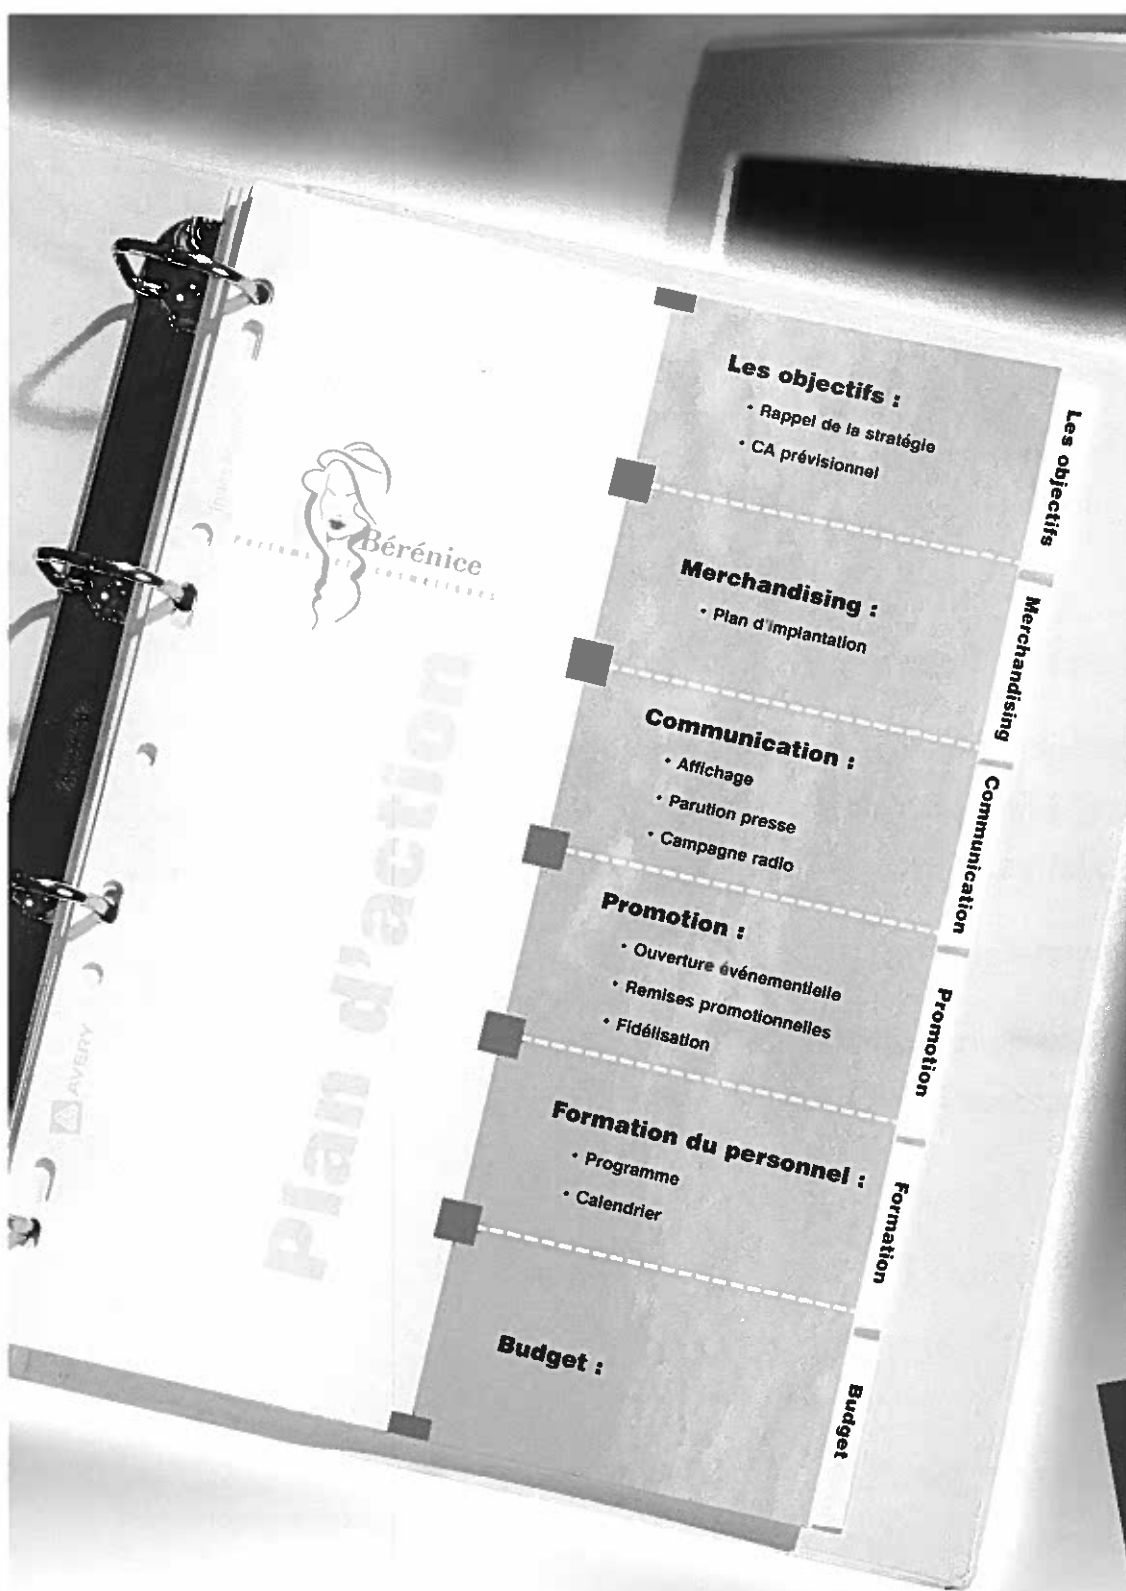 Bérénice
Parfums et cosmétiques
Plan d'action
AVERY
Les objectifs :
• Rappel de la stratégie
• CA prévisionnel
Merchandising :
• Plan d'implantation
Communication :
• Affichage
• Parution presse
• Campagne radio
Promotion :
• Ouverture événementielle
• Remises promotionnelles
• Fidélisation
Formation du personnel :
• Programme
• Calendrier
Budget :
Les objectifs
Merchandising
Communication
Promotion
Formation
Budget